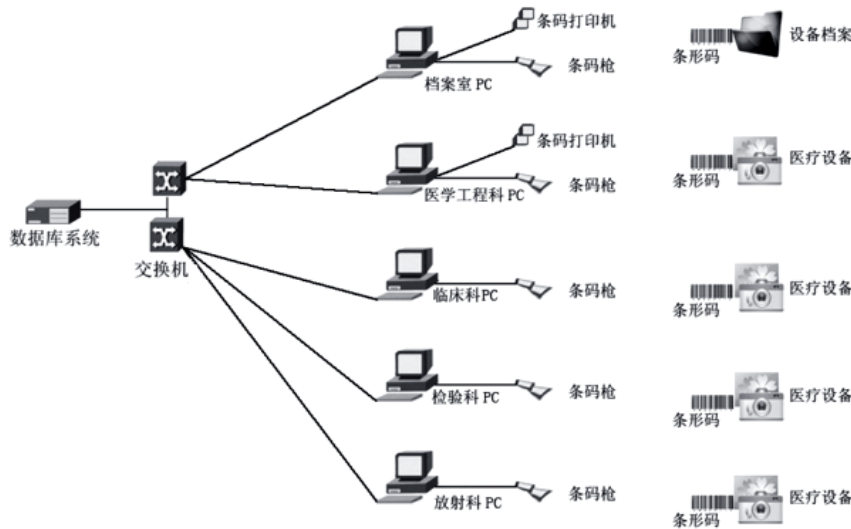 条码打印机
条码枪
档案室 PC
条形码
设备档案
条码打印机
条码枪
医学工程科 PC
条形码
医疗设备
数据库系统
交换机
临床科PC
条码枪
条形码
医疗设备
检验科 PC
条码枪
条形码
医疗设备
放射科 PC
条码枪
条形码
医疗设备